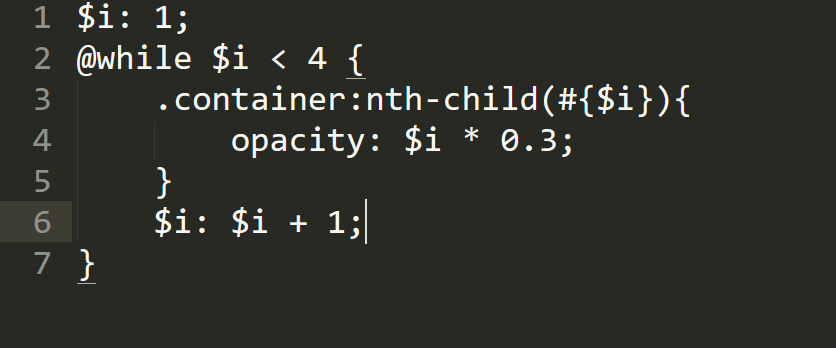 1 $i: 1;
2 @while $i < 4 {
3     .container:nth-child(#{$i}){
4         opacity: $i * 0.3;
5     }
6     $i: $i + 1;
7 }